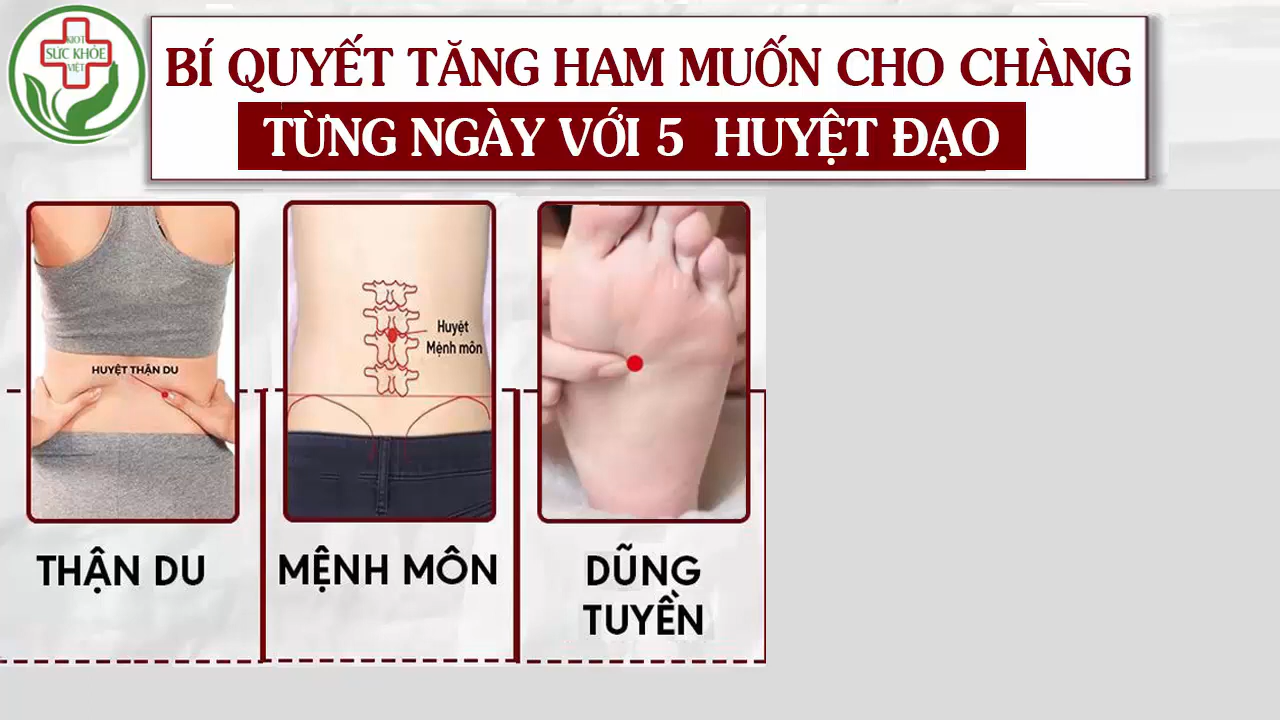 KIOT
SỨC KHỎE
VIỆT
BÍ QUYẾT TĂNG HAM MUỐN CHO CHÀNG
TỪNG NGÀY VỚI 5 HUYỆT ĐẠO
HUYỆT THẬN DU
Huyệt
Mệnh môn
THẬN DU
MỆNH MÔN
DŨNG
TUYỀN